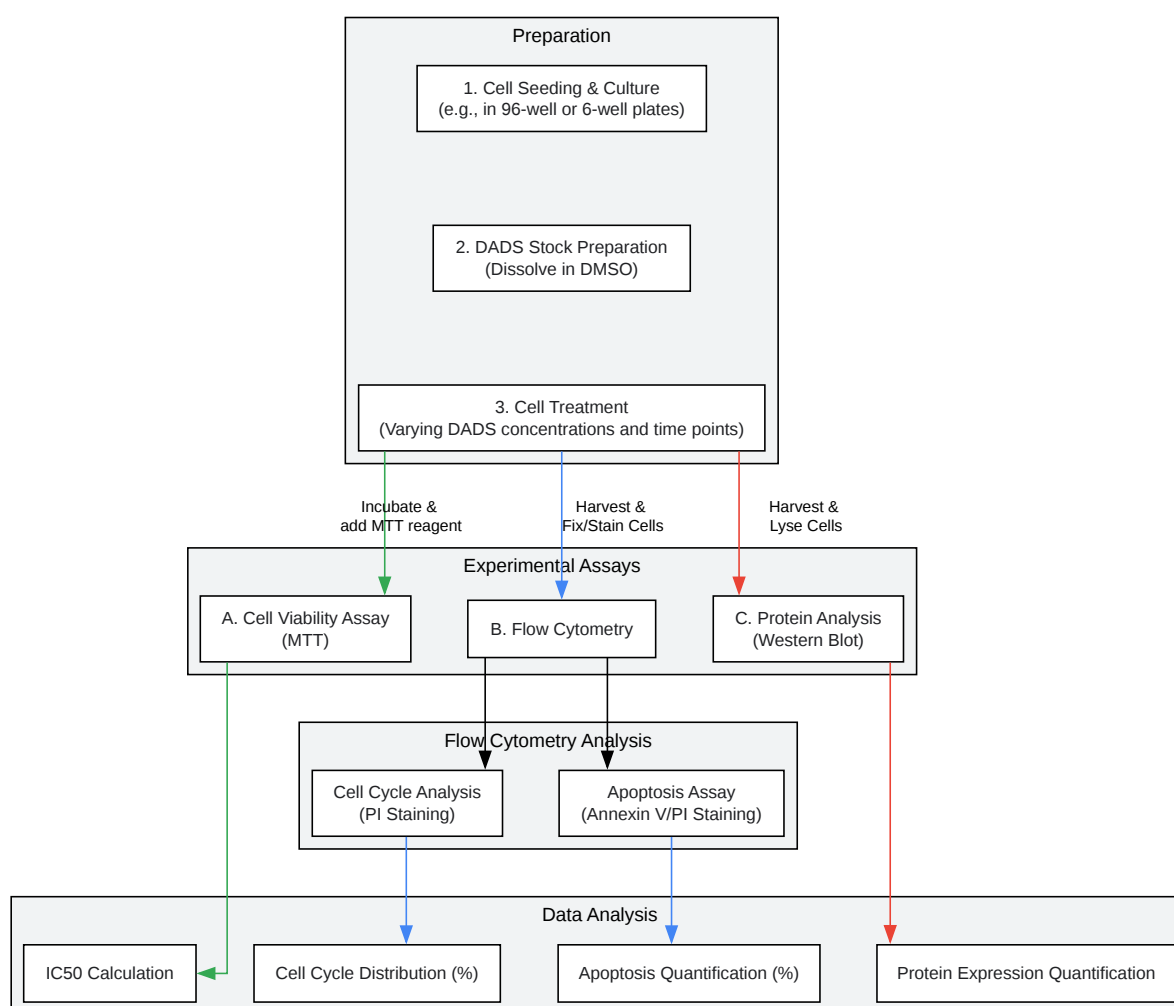 Preparation
1. Cell Seeding & Culture
(e.g., in 96-well or 6-well plates)
2. DADS Stock Preparation
(Dissolve in DMSO)
3. Cell Treatment
(Varying DADS concentrations and time points)
Incubate &
add MTT reagent
Harvest &
Fix/Stain Cells
Harvest &
Lyse Cells
Experimental Assays
A. Cell Viability Assay
(MTT)
B. Flow Cytometry
C. Protein Analysis
(Western Blot)
Flow Cytometry Analysis
Cell Cycle Analysis
(PI Staining)
Apoptosis Assay
(Annexin V/PI Staining)
Data Analysis
IC50 Calculation
Cell Cycle Distribution (%)
Apoptosis Quantification (%)
Protein Expression Quantification